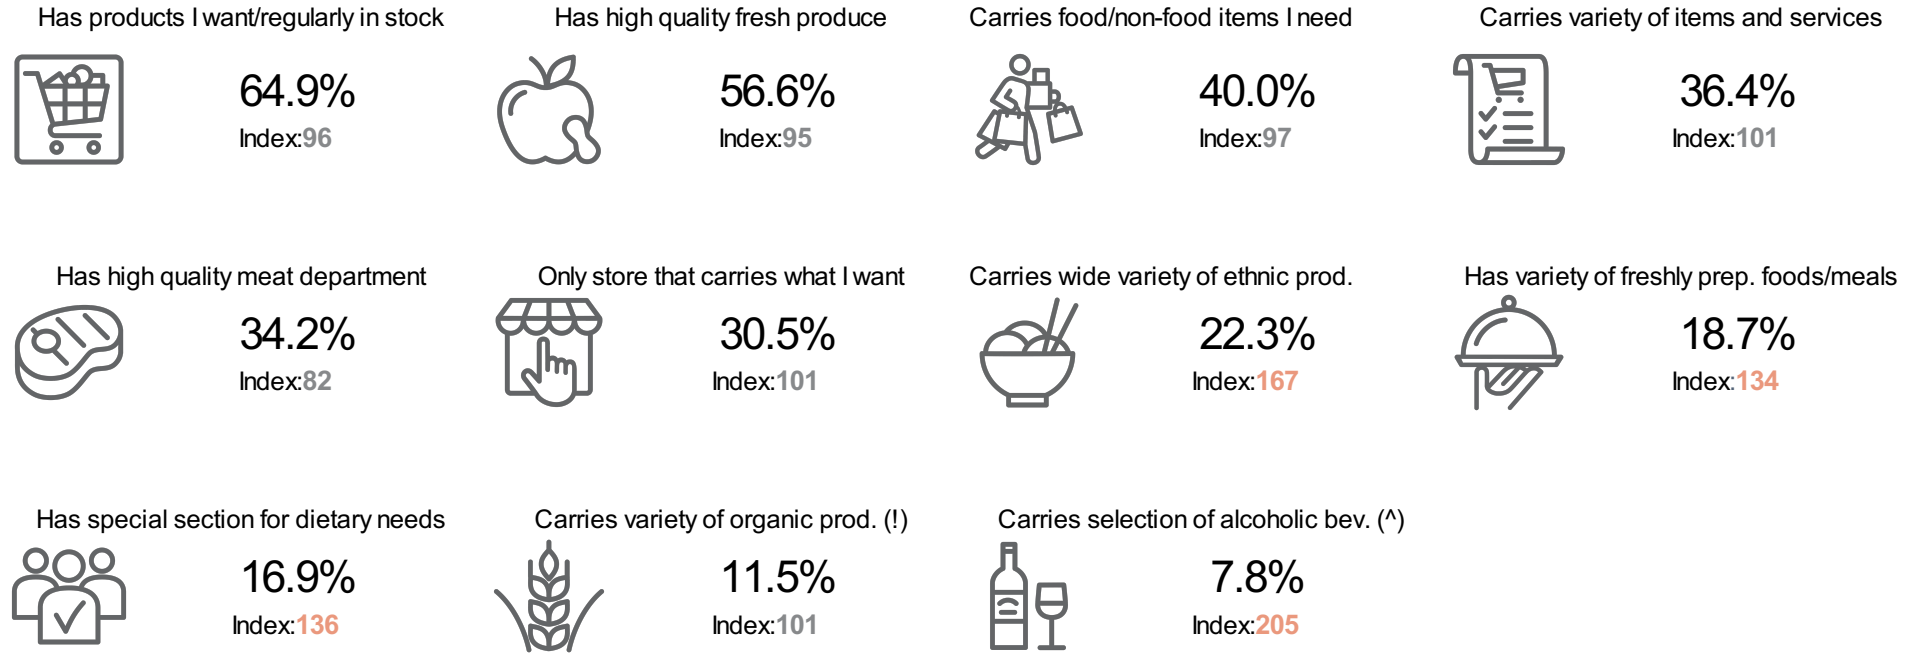 Has products I want/regularly in stock
64.9%
Index:96
Has high quality fresh produce
56.6%
Index:95
Carries food/non-food items I need
40.0%
Index:97
Carries variety of items and services
36.4%
Index:101
Has high quality meat department
34.2%
Index:82
Only store that carries what I want
30.5%
Index:101
Carries wide variety of ethnic prod.
22.3%
Index:167
Has variety of freshly prep. foods/meals
18.7%
Index:134
Has special section for dietary needs
16.9%
Index:136
Carries variety of organic prod. (!)
11.5%
Index:101
Carries selection of alcoholic bev. (^)
7.8%
Index:205